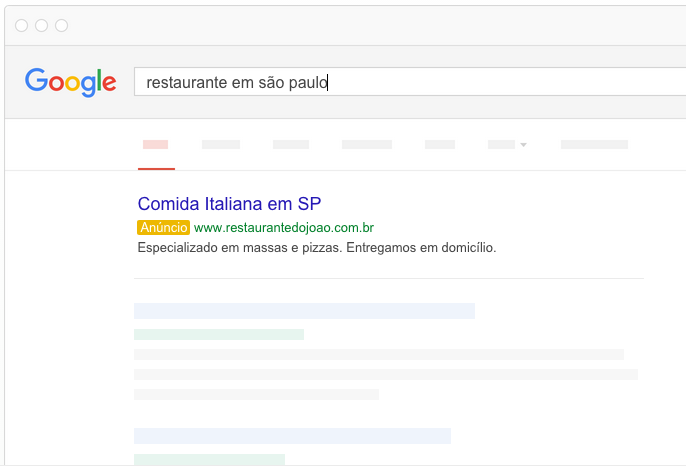 Google
restaurante em são paulo
Comida Italiana em SP
Anúncio www.restaurantedojoao.com.br
Especializado em massas e pizzas. Entregamos em domicílio.